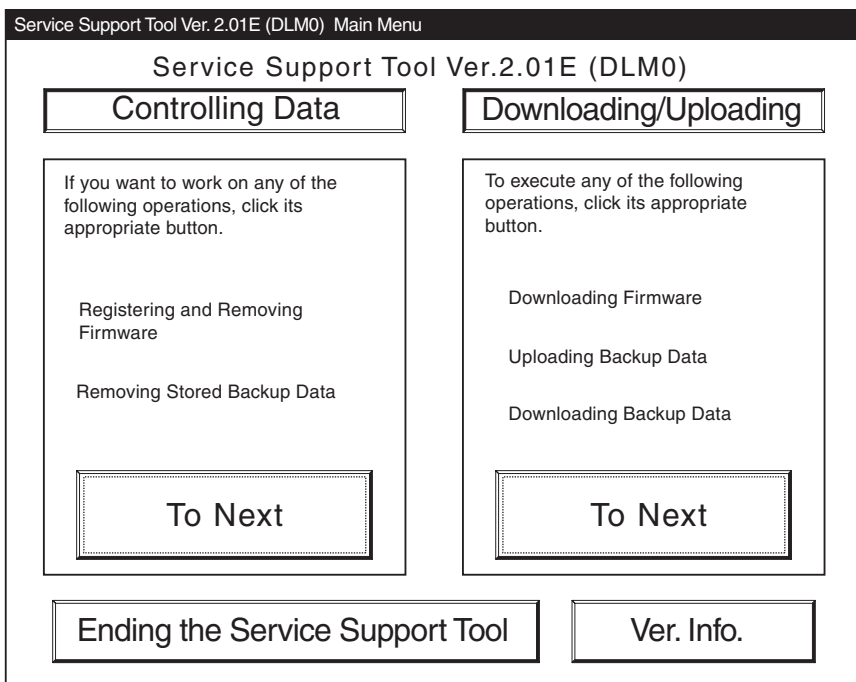 Service Support Tool Ver. 2.01E (DLM0) Main Menu
Service Support Tool Ver.2.01E (DLM0)
Controlling Data
If you want to work on any of the
following operations, click its
appropriate button.
Registering and Removing
Firmware
Removing Stored Backup Data
To Next
Downloading/Uploading
To execute any of the following
operations, click its appropriate
button.
Downloading Firmware
Uploading Backup Data
Downloading Backup Data
To Next
Ending the Service Support Tool
Ver. Info.